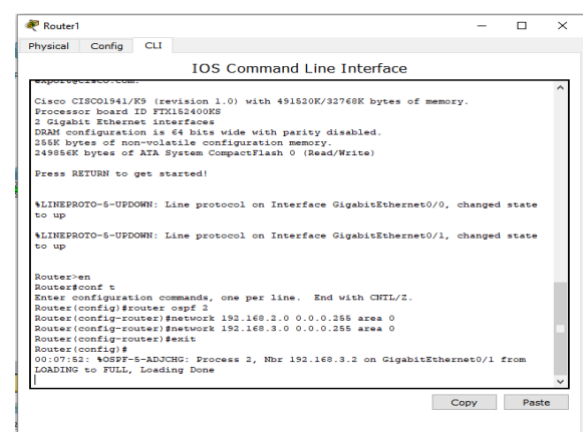 Router1
Physical Config CLI
IOS Command Line Interface
export@cisco.com.
Cisco CISCO1941/K9 (revision 1.0) with 491520K/32768K bytes of memory.
Processor board ID FTX152400KS
2 Gigabit Ethernet interfaces
DRAM configuration is 64 bits wide with parity disabled.
255K bytes of non-volatile configuration memory.
249856K bytes of ATA System CompactFlash 0 (Read/Write)
Press RETURN to get started!
%LINEPROTO-5-UPDOWN: Line protocol on Interface GigabitEthernet0/0, changed state
to up
%LINEPROTO-5-UPDOWN: Line protocol on Interface GigabitEthernet0/1, changed state
to up
Router>en
Router#conf t
Enter configuration commands, one per line. End with CNTL/Z.
Router(config)#router ospf 2
Router(config-router)#network 192.168.2.0 0.0.0.255 area 0
Router(config-router)#network 192.168.3.0 0.0.0.255 area 0
Router(config-router)#exit
Router(config)#
00:07:52: %OSPF-5-ADJCHG: Process 2, Nbr 192.168.3.2 on GigabitEthernet0/1 from
LOADING to FULL, Loading Done
Copy Paste